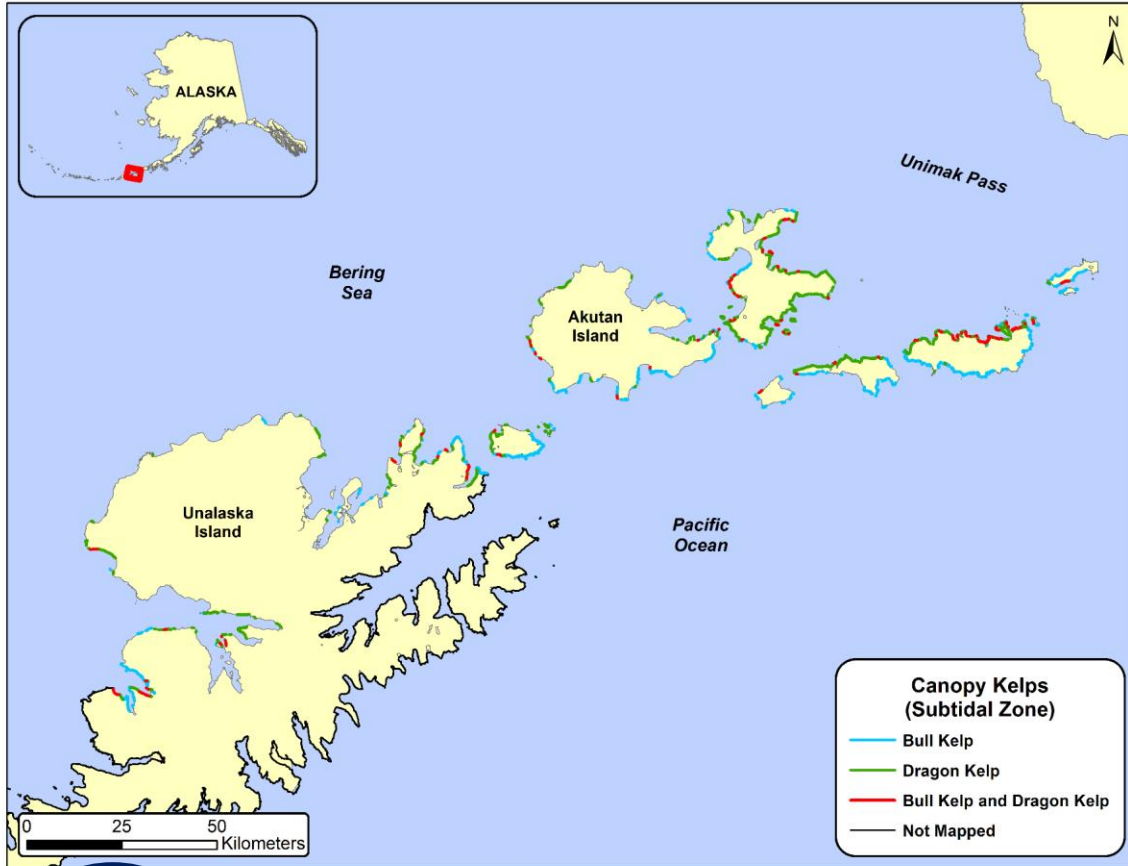 ALASKA
N
Unimak Pass
Bering
Sea
Akutan
Island
Unalaska
Island
Pacific
Ocean
Canopy Kelps
(Subtidal Zone)
Bull Kelp
Dragon Kelp
Bull Kelp and Dragon Kelp
Not Mapped
0 25 50
Kilometers